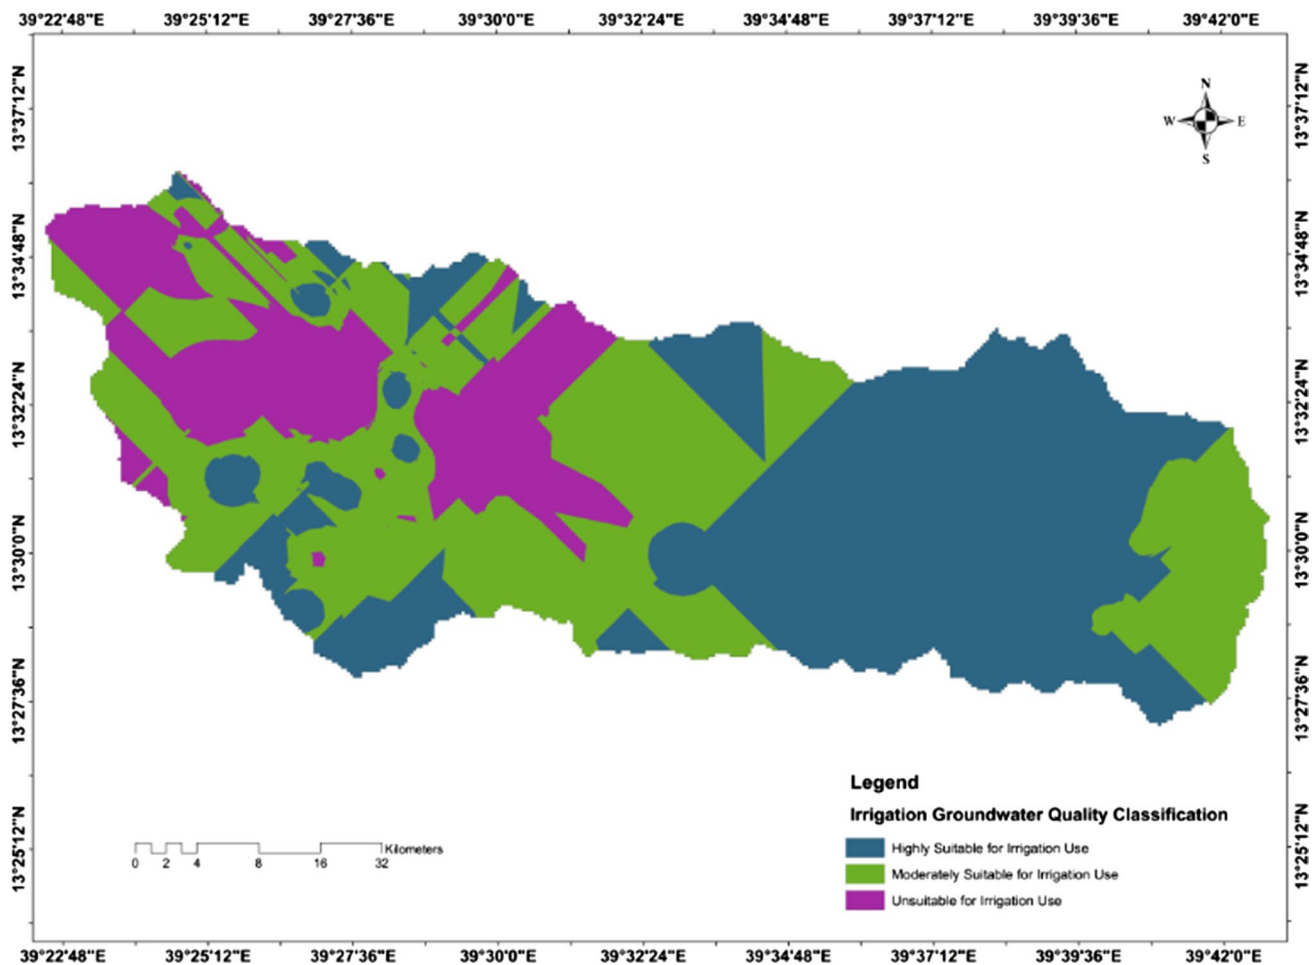 39°22'48"E 39°25'12"E 39°27'36"E 39°30'0"E 39°32'24"E 39°34'48"E 39°37'12"E 39°39'36"E 39°42'0"E
13°37'12"N
13°34'48"N
13°32'24"N
13°30'0"N
13°27'36"N
13°25'12"N
N
W E
S
13°37'12"N
13°34'48"N
13°32'24"N
13°30'0"N
13°27'36"N
13°25'12"N
Legend
Irrigation Groundwater Quality Classification
Highly Suitable for Irrigation Use
Moderately Suitable for Irrigation Use
Unsuitable for Irrigation Use
Kilometers
0 2 4 8 16 32
39°22'48"E 39°25'12"E 39°27'36"E 39°30'0"E 39°32'24"E 39°34'48"E 39°37'12"E 39°39'36"E 39°42'0"E